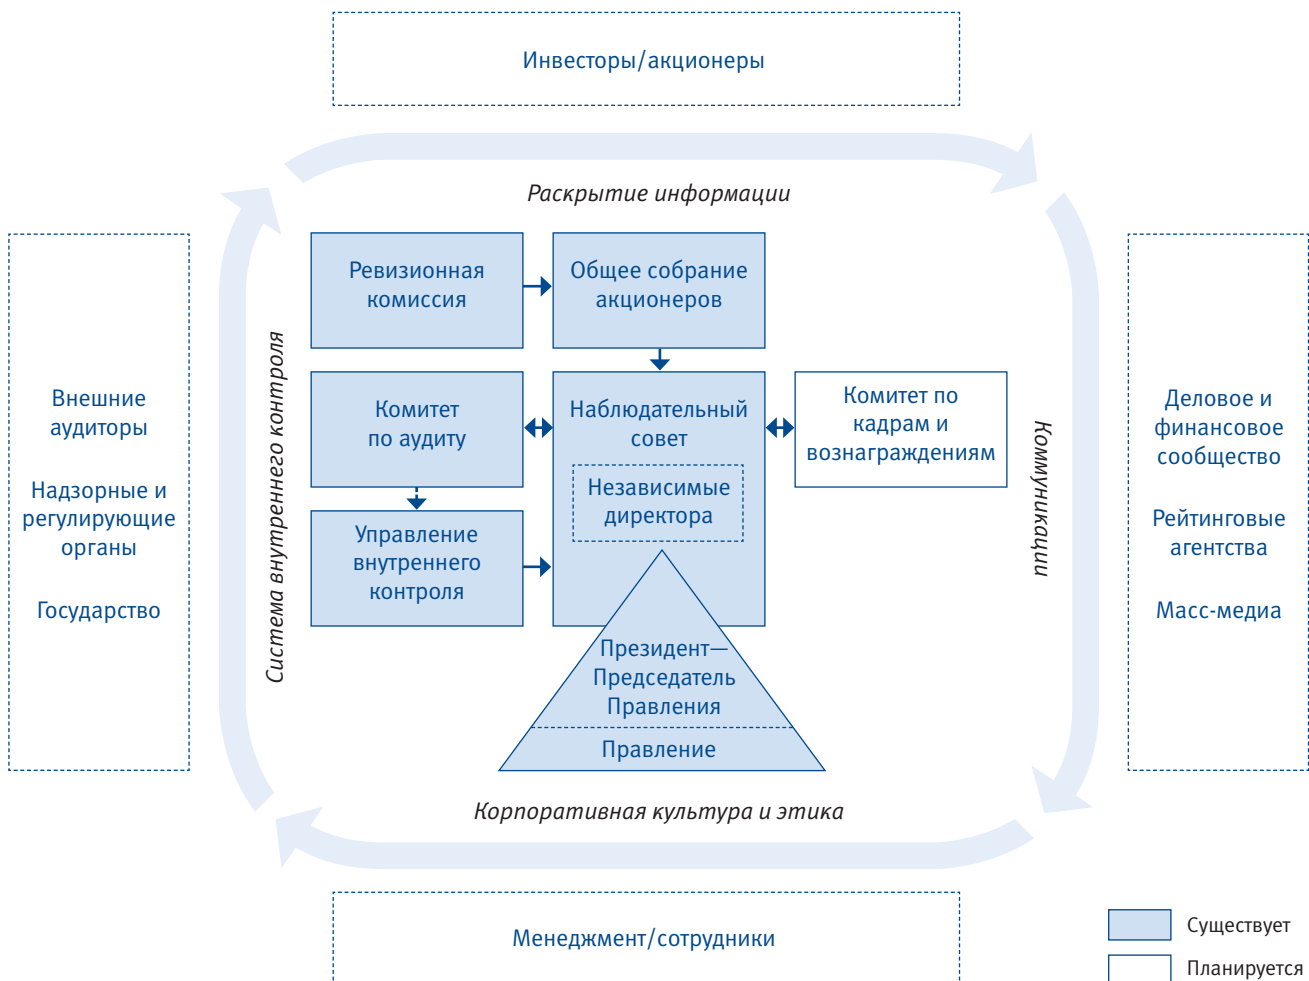 Инвесторы/акционеры
Раскрытие информации
Ревизионная
комиссия
Общее собрание
акционеров
Система внутреннего контроля
Внешние
аудиторы
Надзорные и
регулирующие
органы
Государство
Комитет
по аудиту
Наблюдательный
совет
Независимые
директора
Комитет по
кадрам и
вознаграждениям
Управление
внутреннего
контроля
Президент—
Председатель
Правления
Правление
Коммуникации
Деловое и
финансовое
сообщество
Рейтинговые
агентства
Масс-медиа
Корпоративная культура и этика
Менеджмент/сотрудники
Существует
Планируется